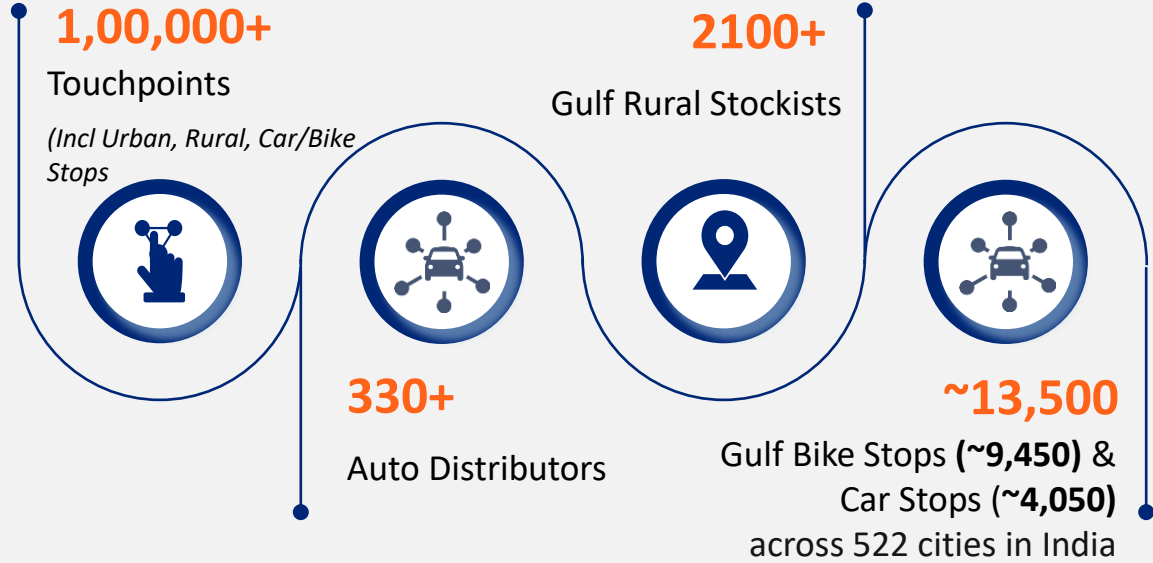 1,00,000+
Touchpoints
(Incl Urban, Rural, Car/Bike
Stops
330+
Auto Distributors
2100+
Gulf Rural Stockists
~13,500
Gulf Bike Stops (~9,450) &
Car Stops (~4,050)
across 522 cities in India